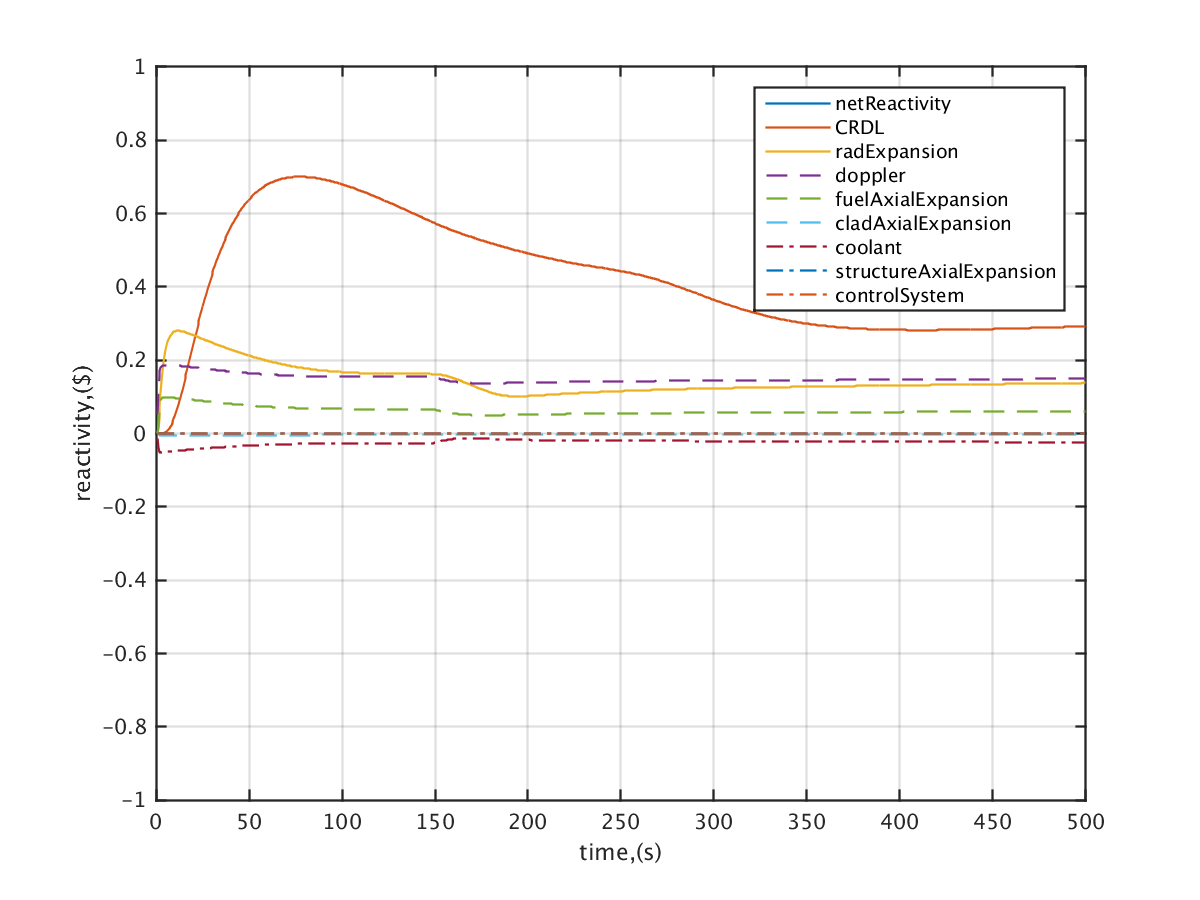 1
0.8
0.6
0.4
0.2
0
−0.2
−0.4
−0.6
−0.8
−1
reactivity,($)
netReactivity
CRDL
radExpansion
doppler
fuelAxialExpansion
cladAxialExpansion
coolant
structureAxialExpansion
controlSystem
0 50 100 150 200 250 300 350 400 450 500
time,(s)